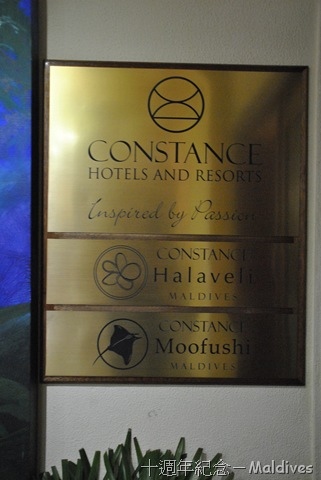 CONSTANCE
HOTELS AND RESORTS
Inspired by Passion
CONSTANCE
Halaveli
MALDIVES
CONSTANCE
Moofushi
MALDIVES
十週年紀念－Maldives